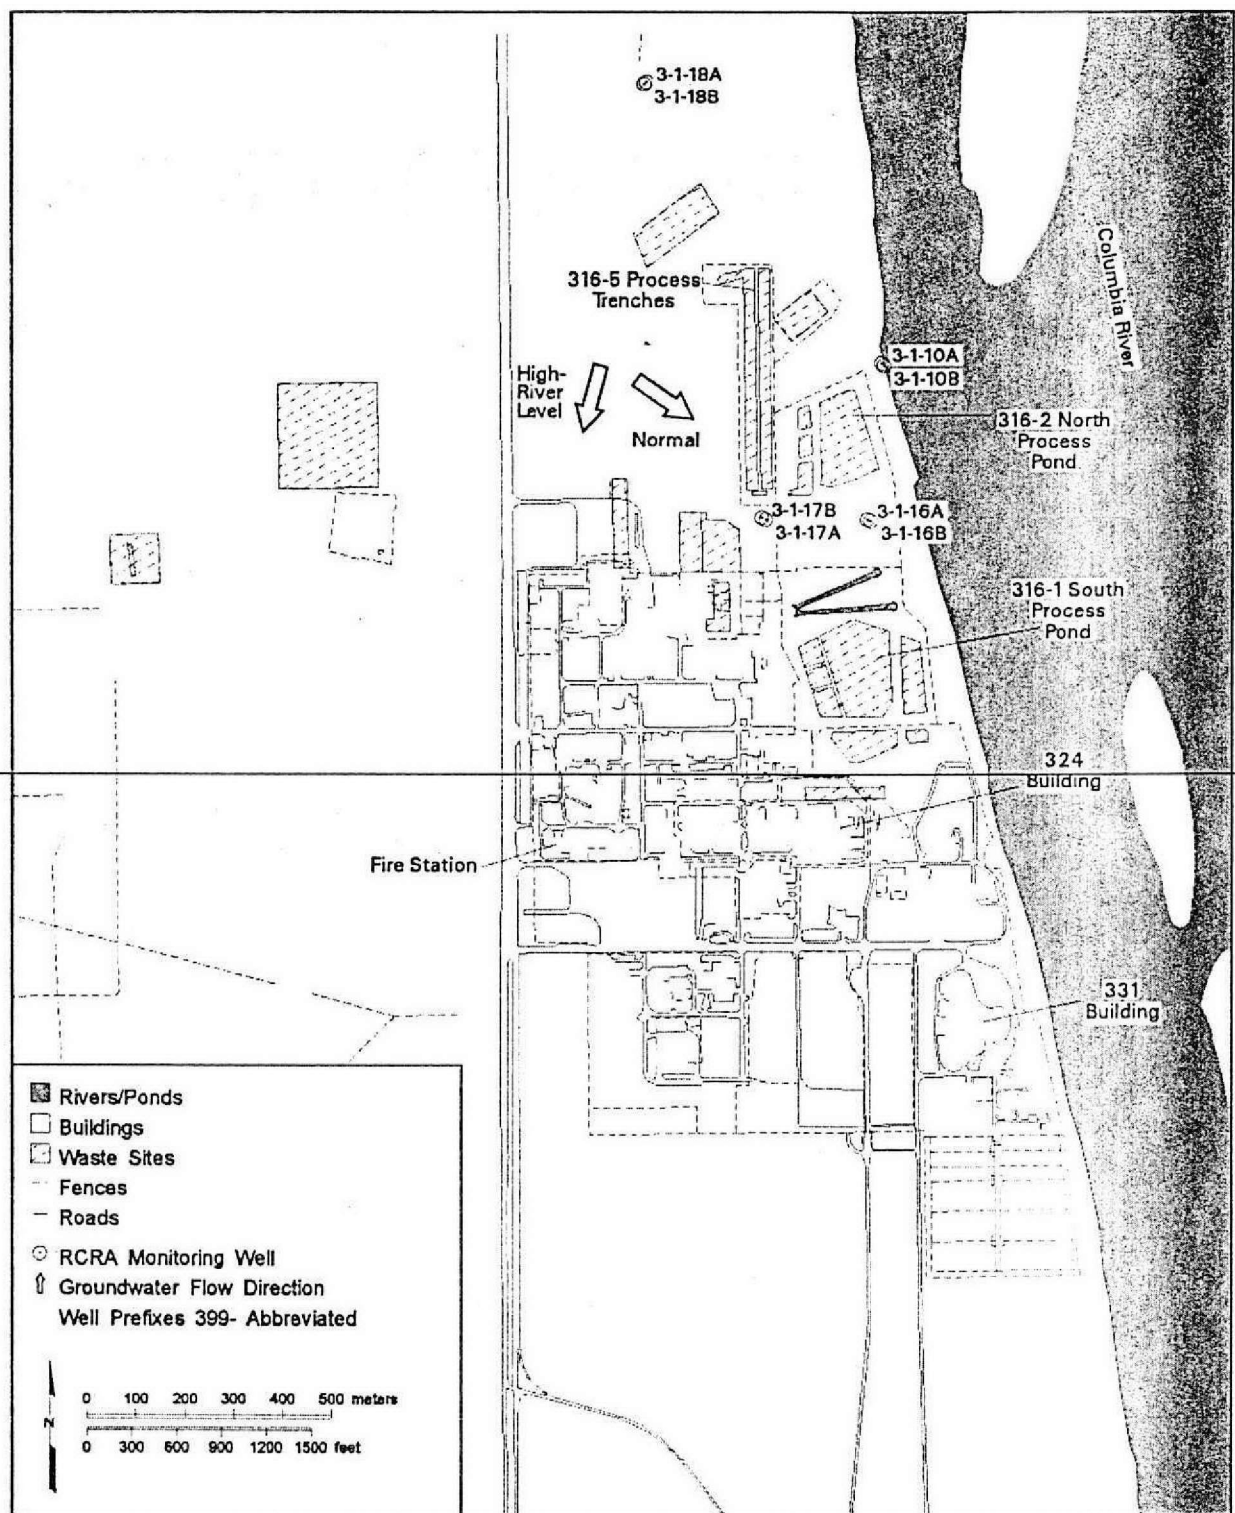 3-1-18A
3-1-18B
316-5 Process
Trenches
Columbia River
3-1-10A
3-1-10B
High-
River
Level
Normal
316-2 North
Process
Pond
3-1-17B
3-1-17A
3-1-16A
3-1-16B
316-1 South
Process
Pond
324
Building
Fire Station
331
Building
Rivers/Ponds
Buildings
Waste Sites
Fences
Roads
RCRA Monitoring Well
Groundwater Flow Direction
Well Prefixes 399- Abbreviated
N
0 100 200 300 400 500 meters
0 300 600 900 1200 1500 feet